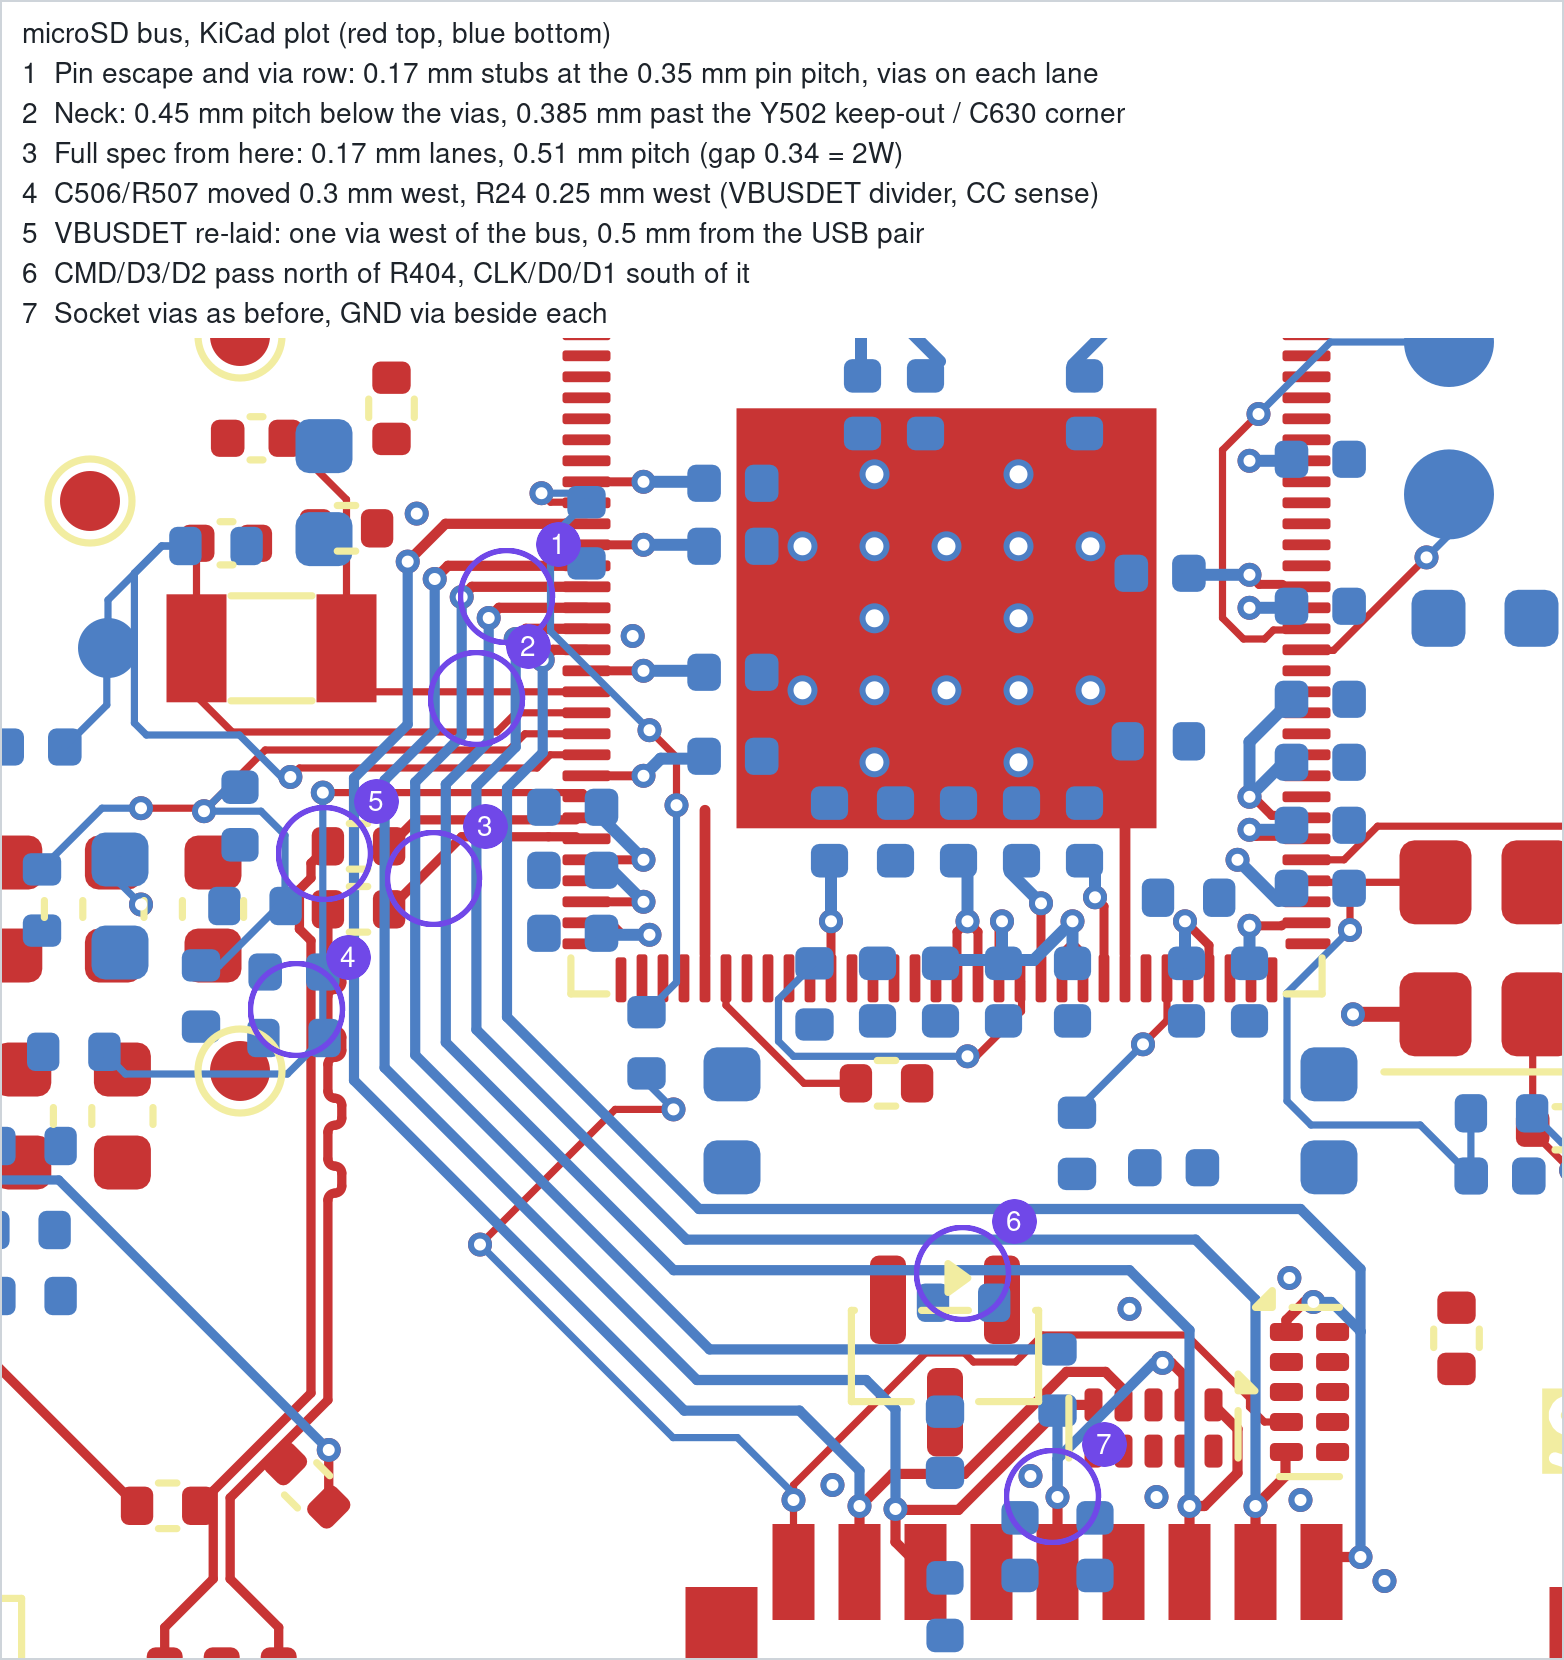 microSD bus, KiCad plot (red top, blue bottom)
1 Pin escape and via row: 0.17 mm stubs at the 0.35 mm pin pitch, vias on each lane
2 Neck: 0.45 mm pitch below the vias, 0.385 mm past the Y502 keep-out / C630 corner
3 Full spec from here: 0.17 mm lanes, 0.51 mm pitch (gap 0.34 = 2W)
4 C506/R507 moved 0.3 mm west, R24 0.25 mm west (VBUSDET divider, CC sense)
5 VBUSDET re-laid: one via west of the bus, 0.5 mm from the USB pair
6 CMD/D3/D2 pass north of R404, CLK/D0/D1 south of it
7 Socket vias as before, GND via beside each
1
2
5
3
4
6
7